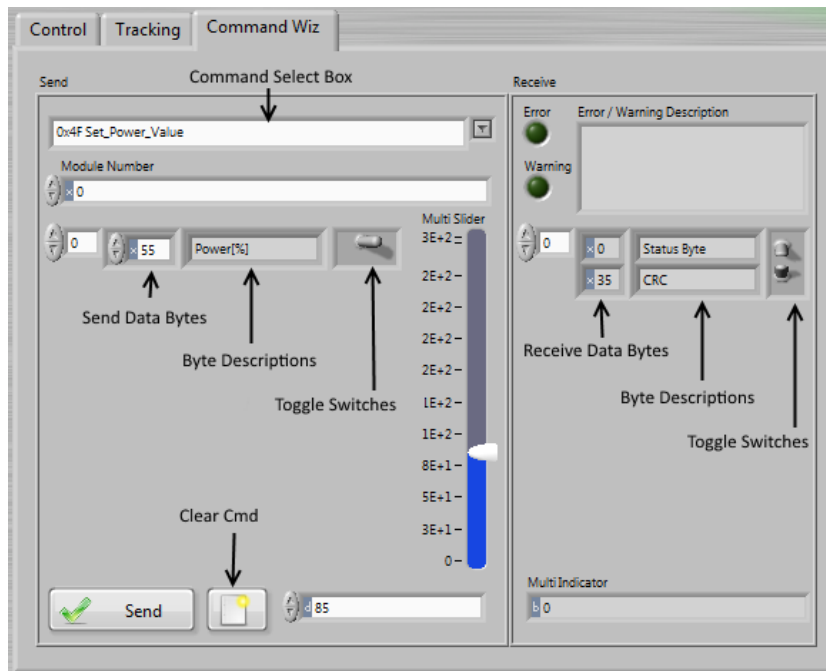 Control Tracking Command Wiz
Send
Command Select Box
0x4F Set_Power_Value
Module Number
x 0
0 x 55 Power[%]
Multi Slider
3E+2
2E+2
2E+2
2E+2
2E+2
1E+2
1E+2
8E+1
5E+1
3E+1
0
Send Data Bytes
Byte Descriptions
Toggle Switches
Clear Cmd
Send
d 85
Receive
Error
Error / Warning Description
Warning
0 x 0 Status Byte
x 35 CRC
Receive Data Bytes
Byte Descriptions
Toggle Switches
Multi Indicator
b 0